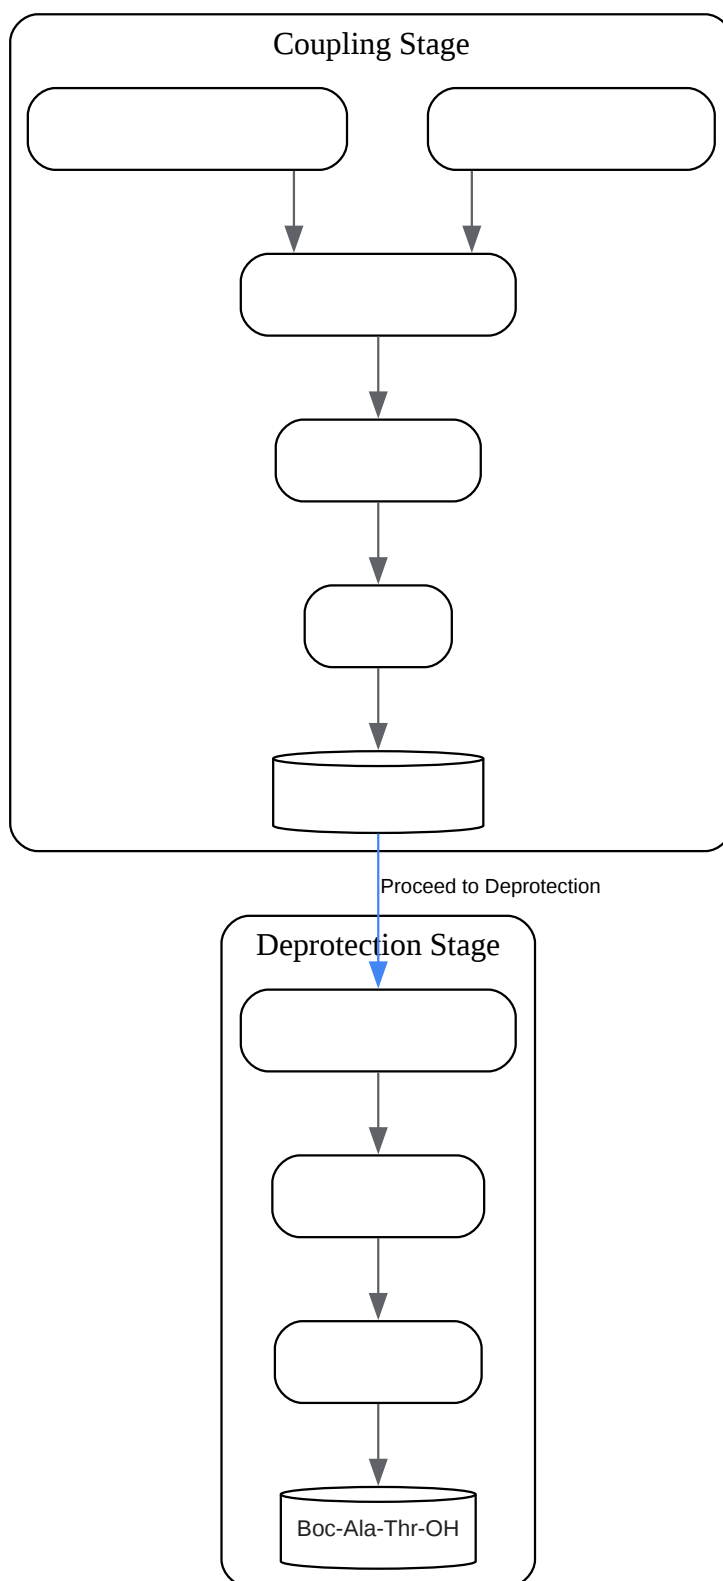 Coupling Stage
Proceed to Deprotection
Deprotection Stage
Boc-Ala-Thr-OH